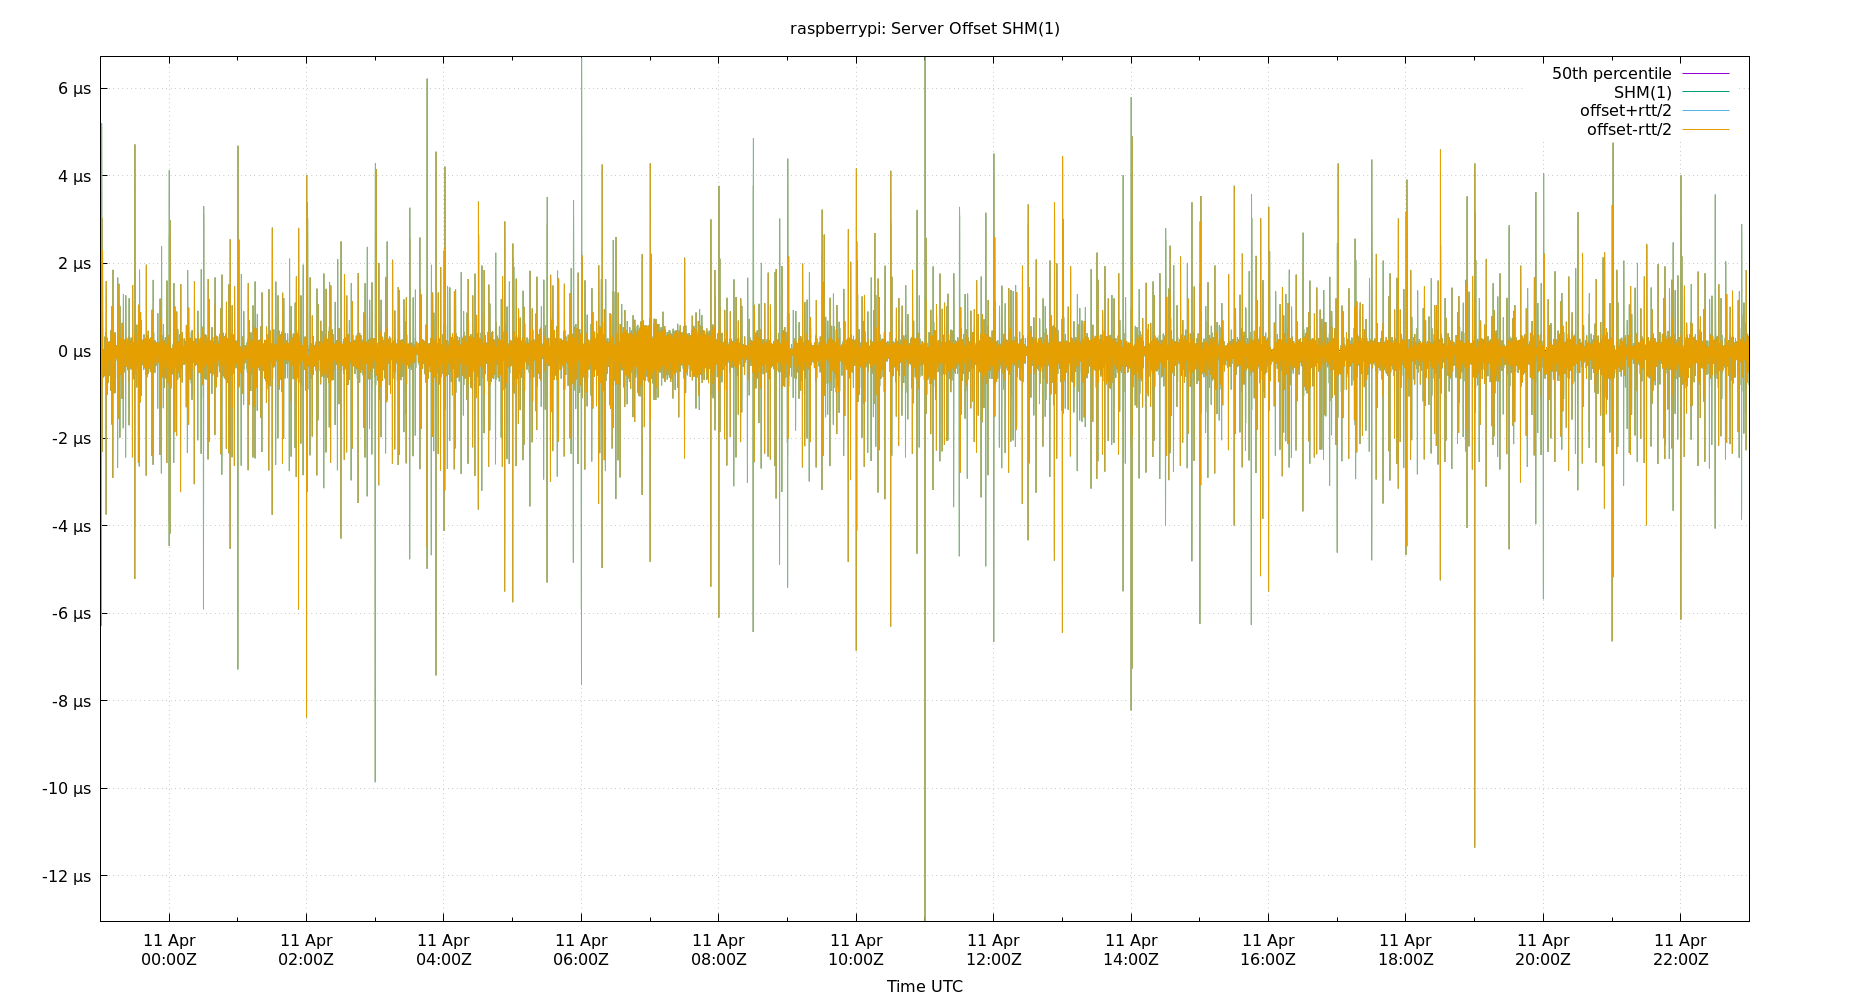 raspberrypi: Server Offset SHM(1)
50th percentile
SHM(1)
offset+rtt/2
offset-rtt/2
6 µs
4 µs
2 µs
0 µs
-2 µs
-4 µs
-6 µs
-8 µs
-10 µs
-12 µs
11 Apr 11 Apr 11 Apr 11 Apr 11 Apr 11 Apr 11 Apr 11 Apr 11 Apr 11 Apr 11 Apr 11 Apr
00:00Z 02:00Z 04:00Z 06:00Z 08:00Z 10:00Z 12:00Z 14:00Z 16:00Z 18:00Z 20:00Z 22:00Z
Time UTC